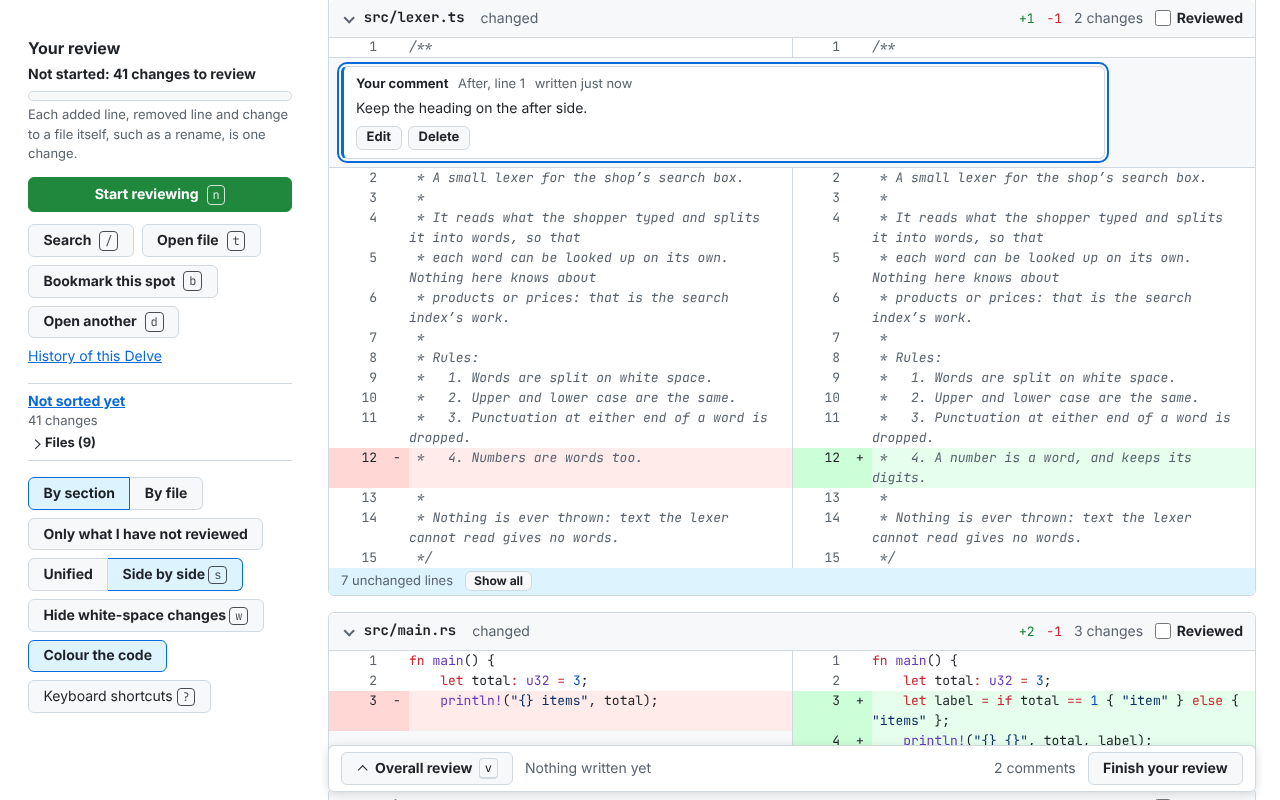 Your review
Not started: 41 changes to review
Each added line, removed line and change
to a file itself, such as a rename, is one
change.
Start reviewing n
Search / Open file t
Bookmark this spot b
Open another d
History of this Delve
Not sorted yet
41 changes
Files (9)
By section By file
Only what I have not reviewed
Unified Side by side s
Hide white-space changes w
Colour the code
Keyboard shortcuts ?
src/lexer.ts changed +1 -1 2 changes Reviewed
1 /** 1 /**
Your comment After, line 1 written just now
Keep the heading on the after side.
Edit Delete
2 * A small lexer for the shop’s search box. 2 * A small lexer for the shop’s search box.
3 * 3 *
4 * It reads what the shopper typed and splits 4 * It reads what the shopper typed and splits
it into words, so that it into words, so that
5 * each word can be looked up on its own. 5 * each word can be looked up on its own.
Nothing here knows about Nothing here knows about
6 * products or prices: that is the search 6 * products or prices: that is the search
index’s work. index’s work.
7 * 7 *
8 * Rules: 8 * Rules:
9 *   1. Words are split on white space. 9 *   1. Words are split on white space.
10 *   2. Upper and lower case are the same. 10 *   2. Upper and lower case are the same.
11 *   3. Punctuation at either end of a word is 11 *   3. Punctuation at either end of a word is
dropped. dropped.
12 - *   4. Numbers are words too. 12 + *   4. A number is a word, and keeps its
digits.
13 * 13 *
14 * Nothing is ever thrown: text the lexer 14 * Nothing is ever thrown: text the lexer
cannot read gives no words. cannot read gives no words.
15 */ 15 */
7 unchanged lines Show all
src/main.rs changed +2 -1 3 changes Reviewed
1 fn main() { 1 fn main() {
2 let total: u32 = 3; 2 let total: u32 = 3;
3 - println!("{} items", total); 3 + let label = if total == 1 { "item" } else {
"items" };
4 + println!("{} {}", total, label);
Overall review v Nothing written yet 2 comments Finish your review